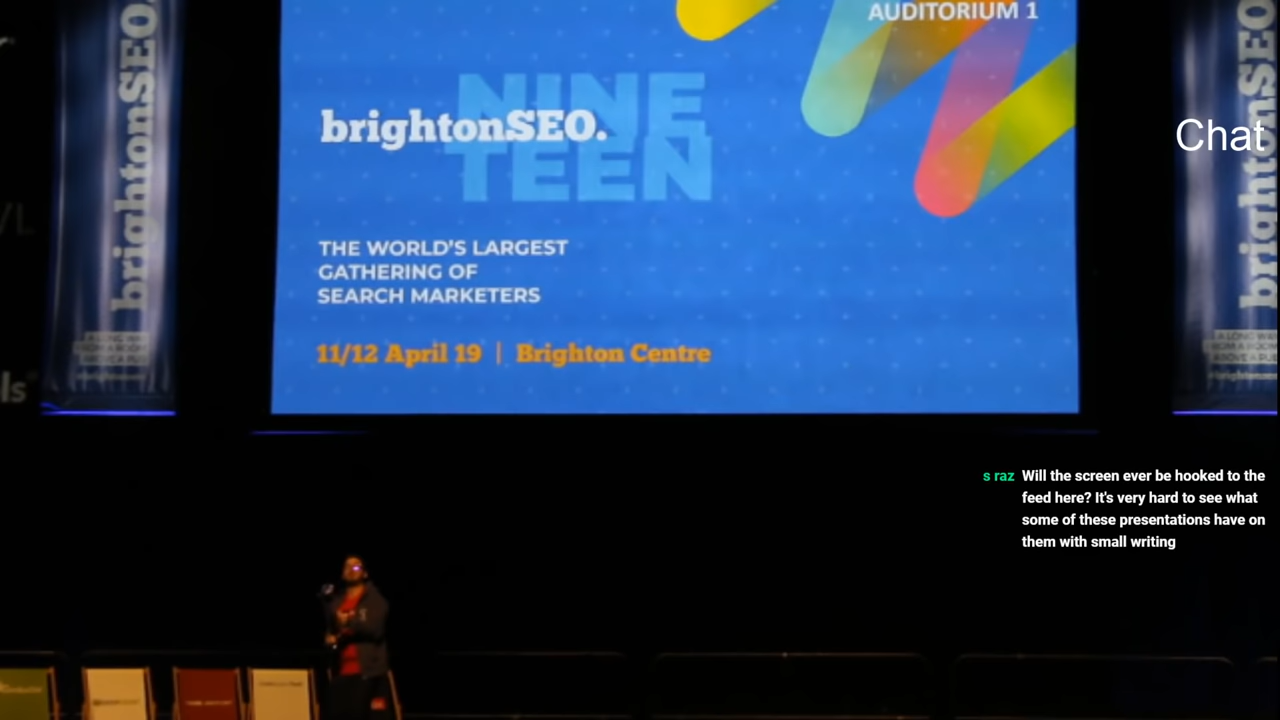 AUDITORIUM 1
NINE
brightonSEO.
TEEN
THE WORLD'S LARGEST
GATHERING OF
SEARCH MARKETERS
11/12 April 19 | Brighton Centre
brightonSEO.
brightonSEO
Chat
s raz Will the screen ever be hooked to the
feed here? It's very hard to see what
some of these presentations have on
them with small writing